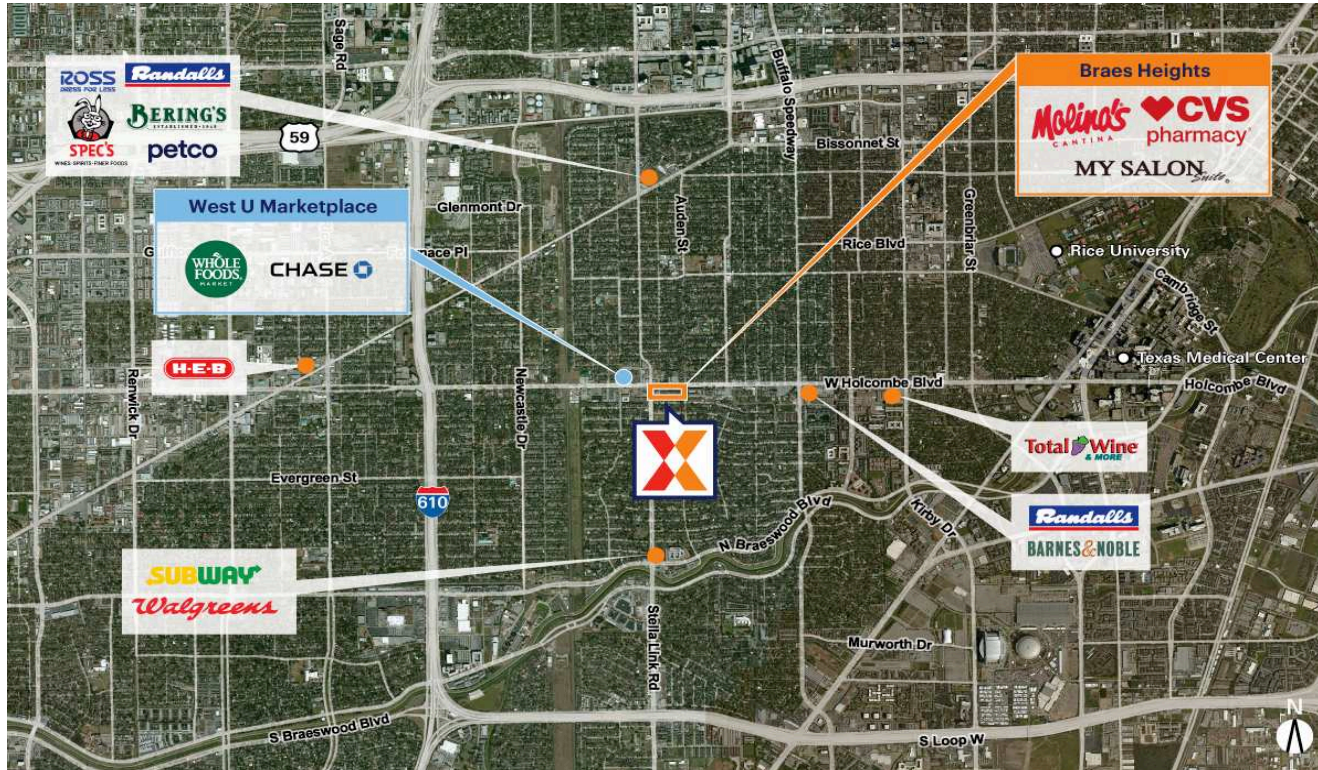 Sage Rd
Buffalo Speedway
ROSS
DRESS FOR LESS
Randalls
SPEC'S
WINES · SPIRITS · FINER FOODS
BERING'S
ESTABLISHED · 1940
petco
59
Braes Heights
Molina's
CANTINA
CVS
pharmacy
MY SALON
Suite
Bissonnet St
West U Marketplace
WHOLE
FOODS
MARKET
CHASE
Glenmont Dr
Auden St
Greenbriar St
Rice Blvd
Rice University
Cambridge St
Texas Medical Center
H-E-B
Renwick Dr
Newcastle Dr
W Holcombe Blvd
Holcombe Blvd
Total Wine
& MORE
Evergreen St
610
N Braeswood Blvd
Kirby Dr
Randalls
BARNES&NOBLE
SUBWAY
Walgreens
Stella Link Rd
Murworth Dr
S Braeswood Blvd
S Loop W
N